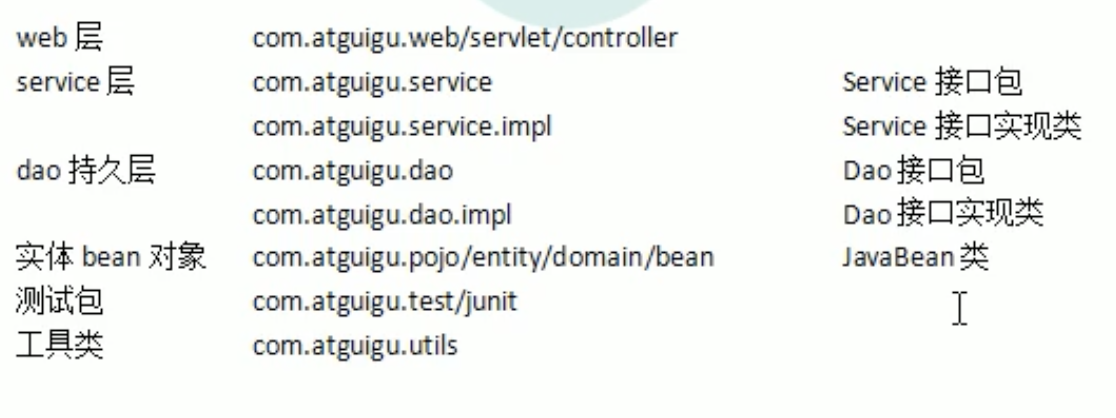 web 层 com.atguigu.web/servlet/controller
service 层 com.atguigu.service Service 接口包
com.atguigu.service.impl Service 接口实现类
dao 持久层 com.atguigu.dao Dao 接口包
com.atguigu.dao.impl Dao 接口实现类
实体 bean 对象 com.atguigu.pojo/entity/domain/bean JavaBean 类
测试包 com.atguigu.test/junit
工具类 com.atguigu.utils